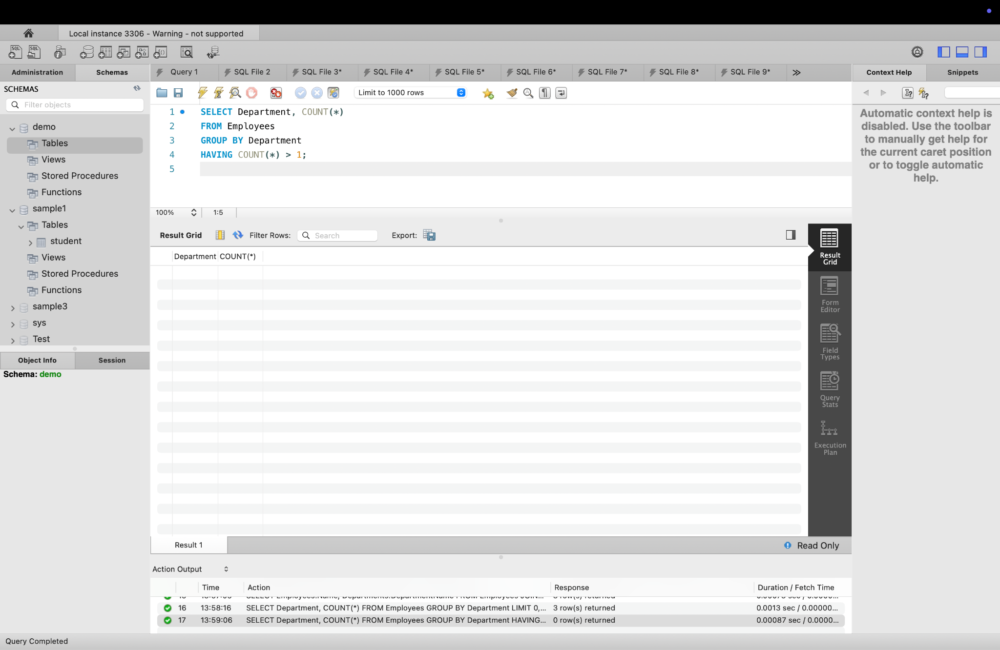 Local instance 3306 - Warning - not supported
Administration
Schemas
Query 1
SQL File 2
SQL File 3*
SQL File 4*
SQL File 5*
SQL File 6*
SQL File 7*
SQL File 8*
SQL File 9*
Context Help
Snippets
SCHEMAS
Filter objects
demo
Tables
Views
Stored Procedures
Functions
sample1
Tables
student
Views
Stored Procedures
Functions
sample3
sys
Test
Object Info
Session
Schema: demo
Limit to 1000 rows
1 SELECT Department, COUNT(*)
2 FROM Employees
3 GROUP BY Department
4 HAVING COUNT(*) > 1;
5
100%
1:5
Result Grid
Filter Rows:
Search
Export:
Department COUNT(*)
Result
Grid
Form
Editor
Field
Types
Query
Stats
Execution
Plan
Result 1
Read Only
Automatic context help is
disabled. Use the toolbar
to manually get help for
the current caret position
or to toggle automatic
help.
Action Output
Time Action Response Duration / Fetch Time
16 13:58:16 SELECT Department, COUNT(*) FROM Employees GROUP BY Department LIMIT 0,... 3 row(s) returned 0.0013 sec / 0.00000...
17 13:59:06 SELECT Department, COUNT(*) FROM Employees GROUP BY Department HAVING... 0 row(s) returned 0.00087 sec / 0.0000...
Query Completed